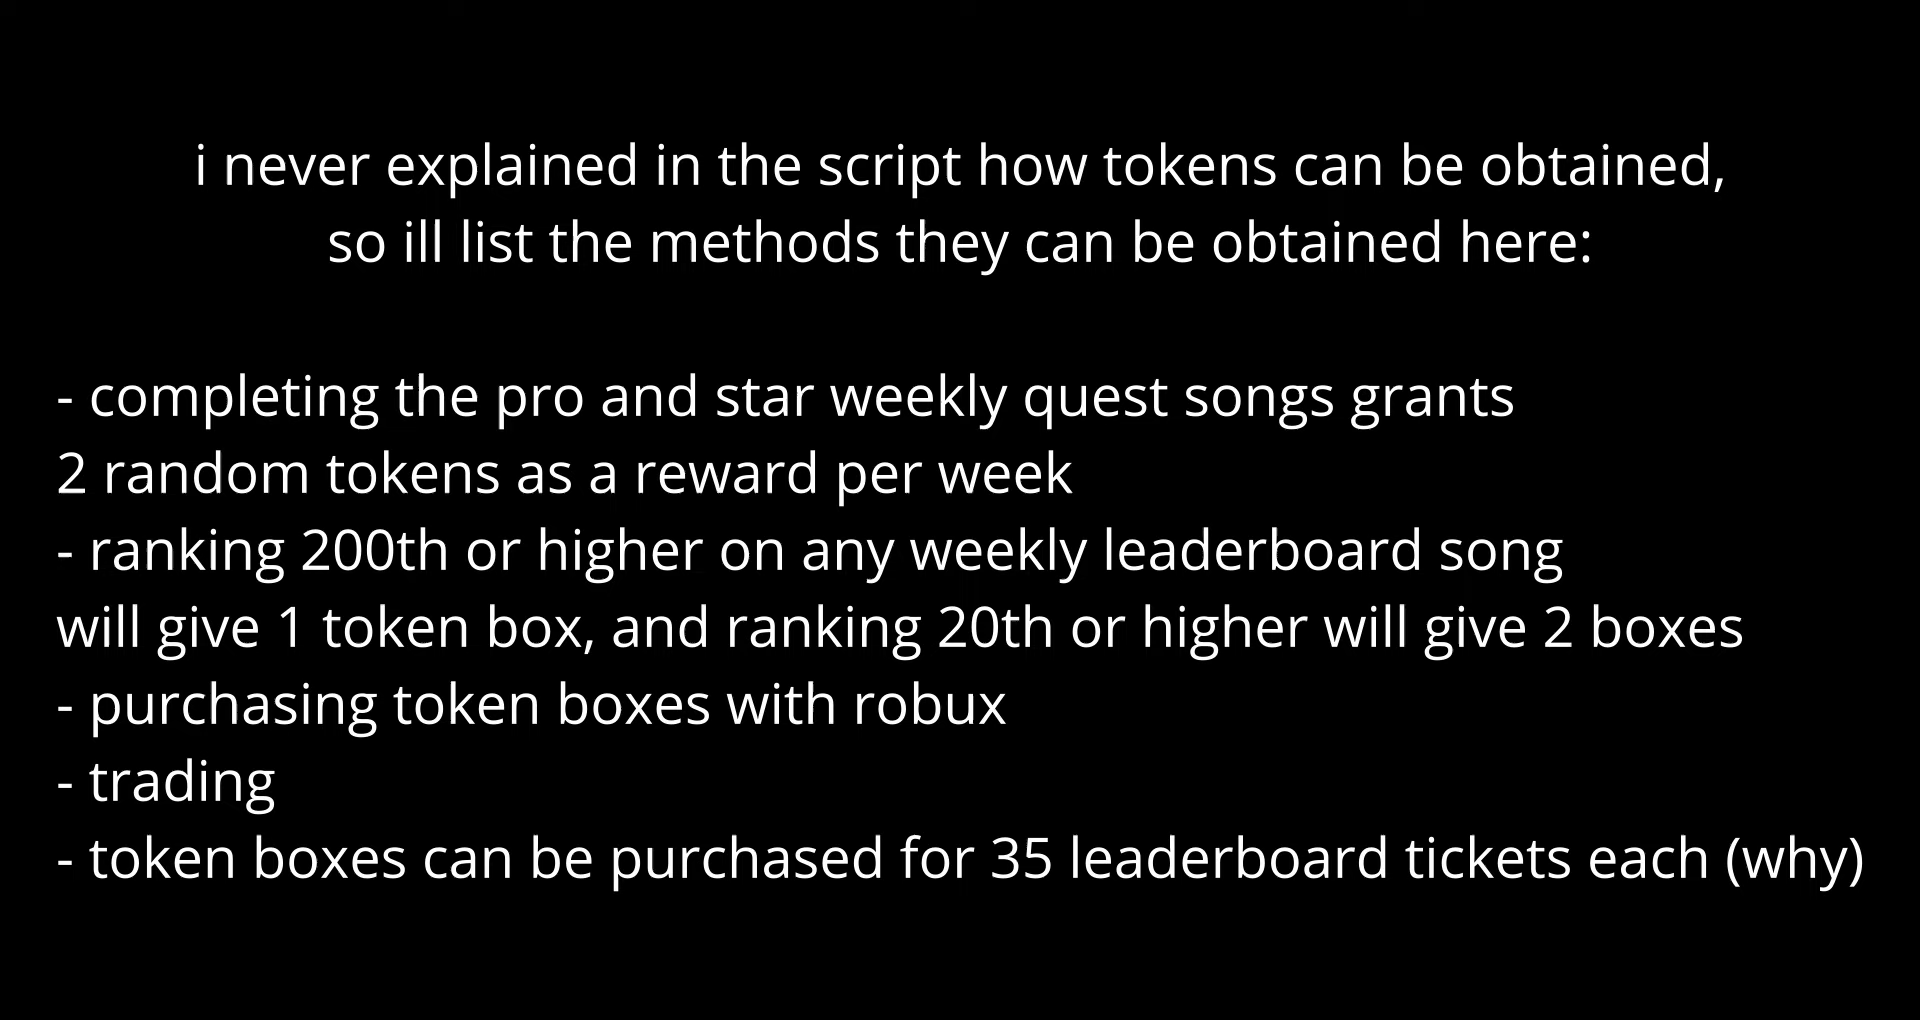 i never explained in the script how tokens can be obtained,
so ill list the methods they can be obtained here:
- completing the pro and star weekly quest songs grants
2 random tokens as a reward per week
- ranking 200th or higher on any weekly leaderboard song
will give 1 token box, and ranking 20th or higher will give 2 boxes
- purchasing token boxes with robux
- trading
- token boxes can be purchased for 35 leaderboard tickets each (why)